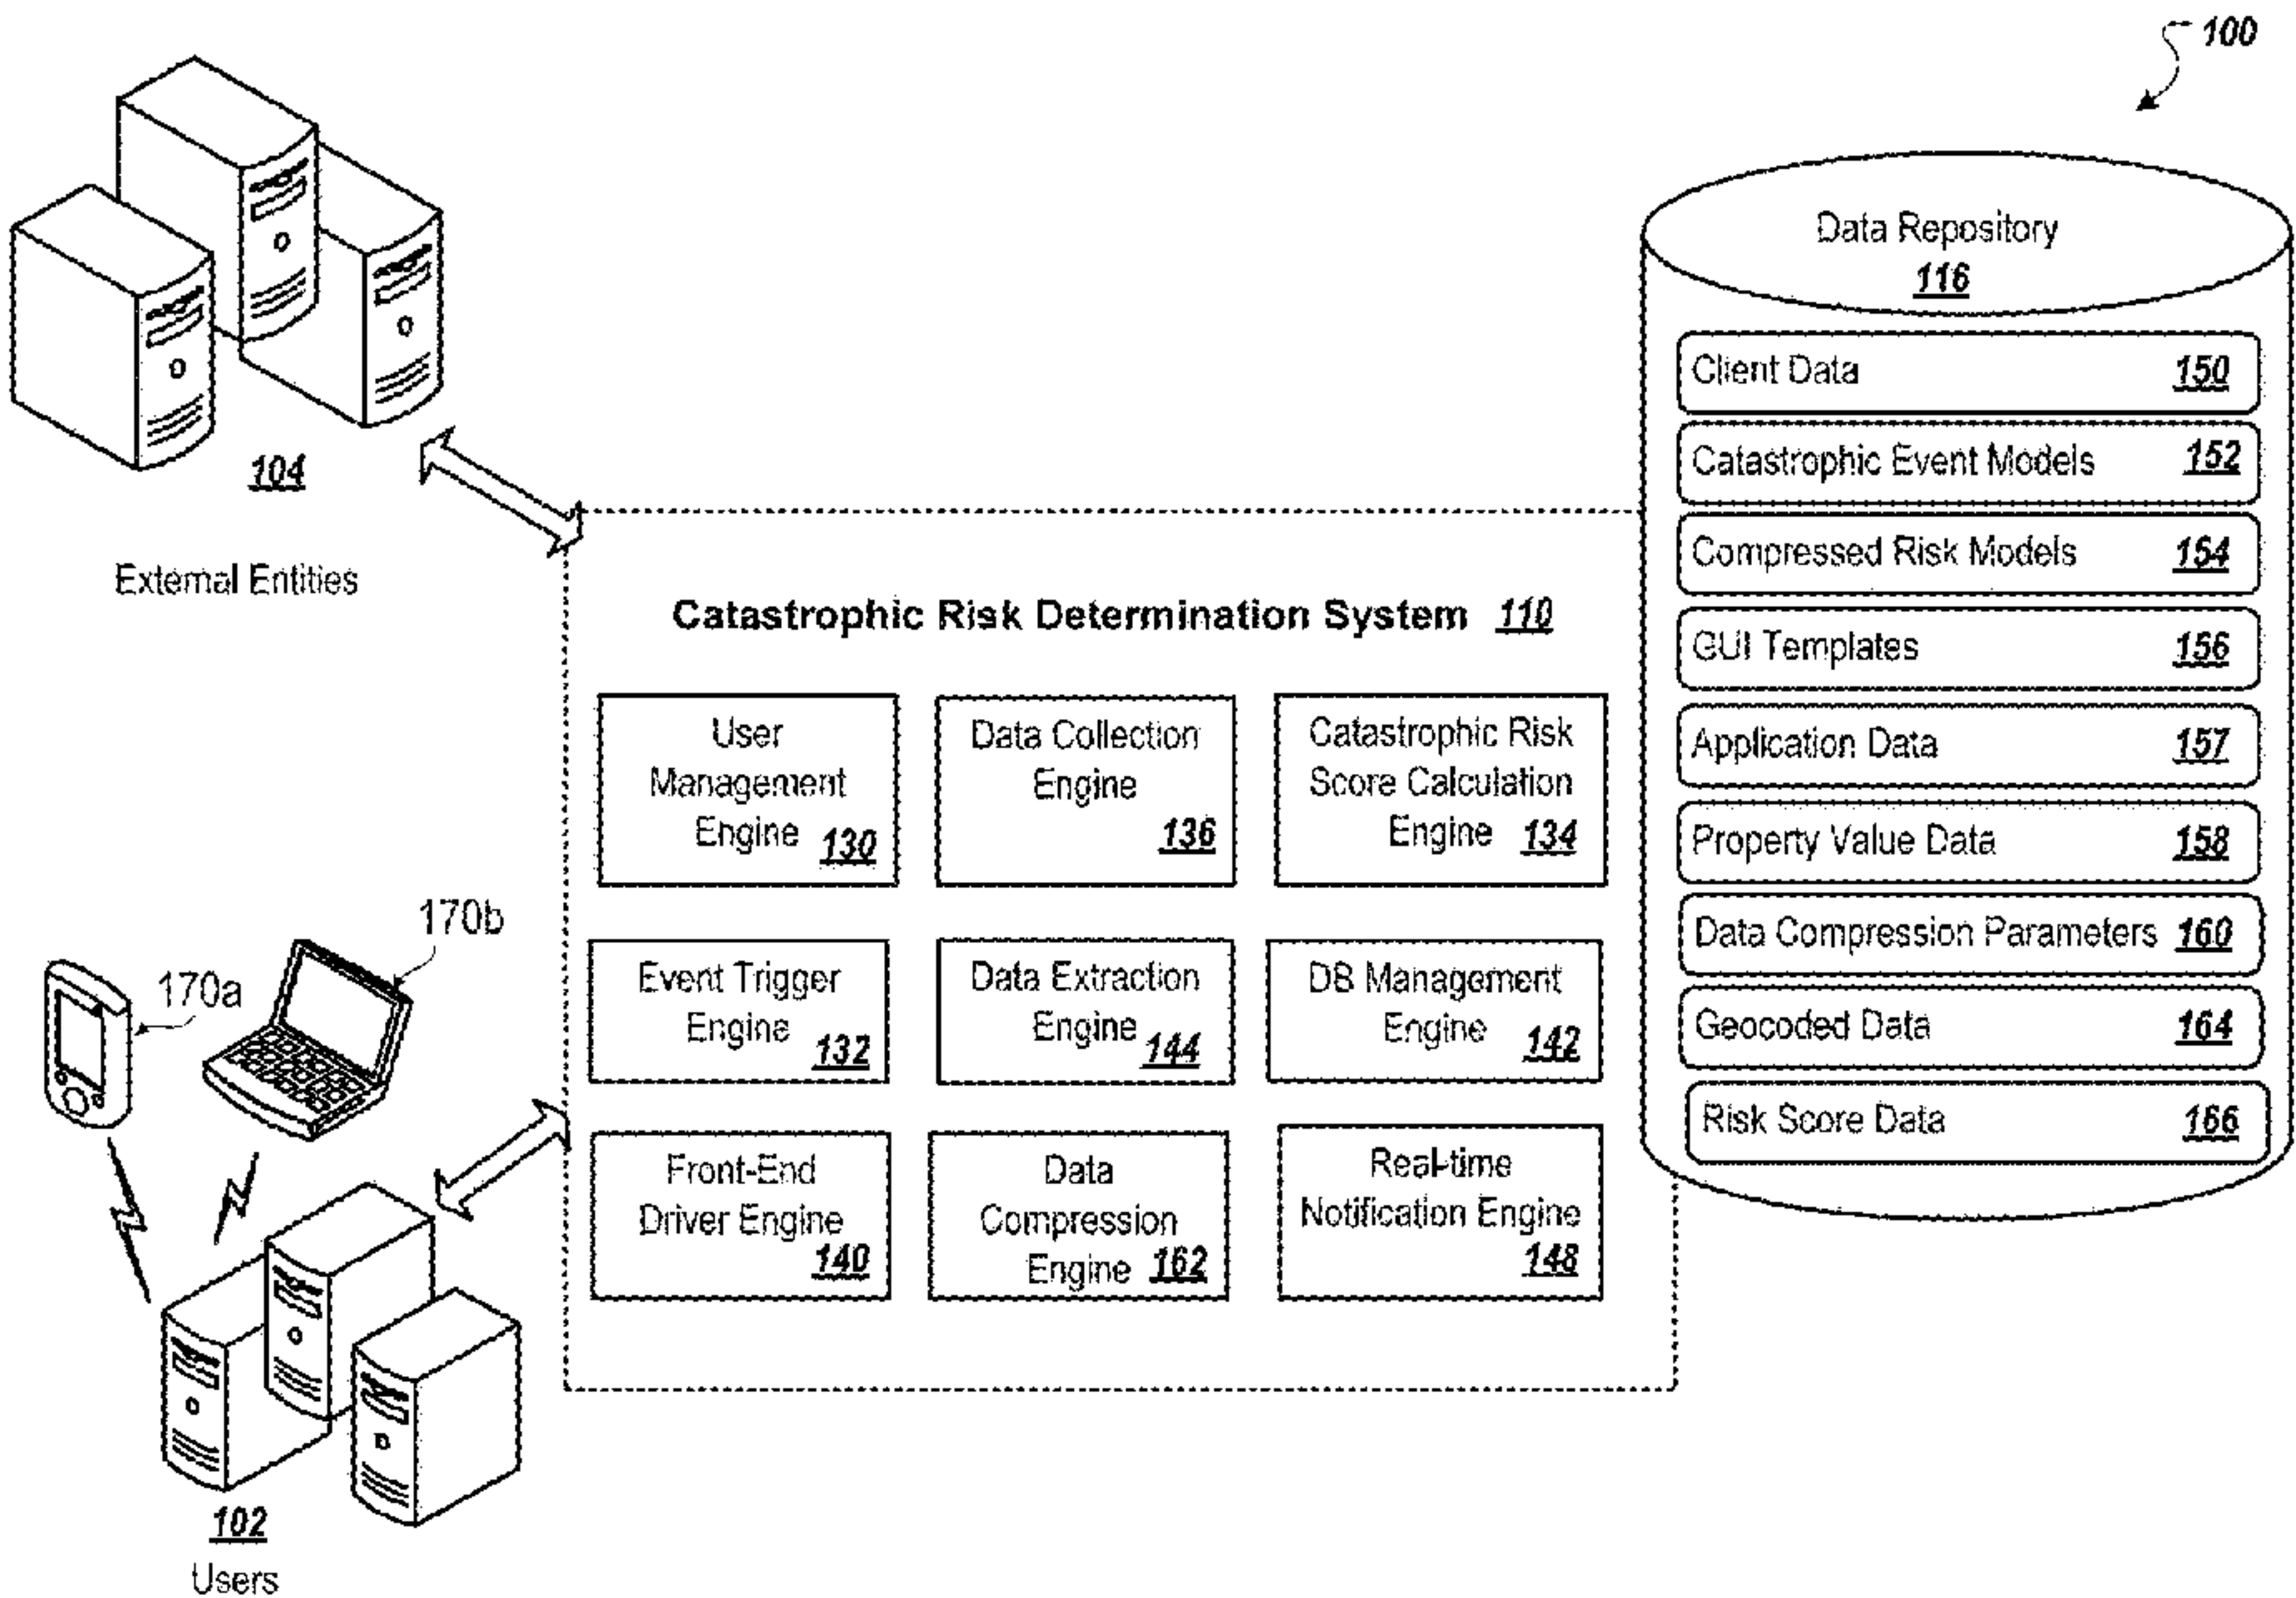 100
Data Repository
116
Client Data 150
Catastrophic Event Models 152
Compressed Risk Models 154
GUI Templates 156
Application Data 157
Property Value Data 158
Data Compression Parameters 160
Geocoded Data 164
Risk Score Data 166
104
External Entities
Catastrophic Risk Determination System 110
User
Management
Engine 130
Data Collection
Engine
136
Catastrophic Risk
Score Calculation
Engine 134
Event Trigger
Engine 132
Data Extraction
Engine 144
DB Management
Engine 142
Front-End
Driver Engine
140
Data
Compression
Engine 162
Real-time
Notification Engine
148
170a
170b
102
Users